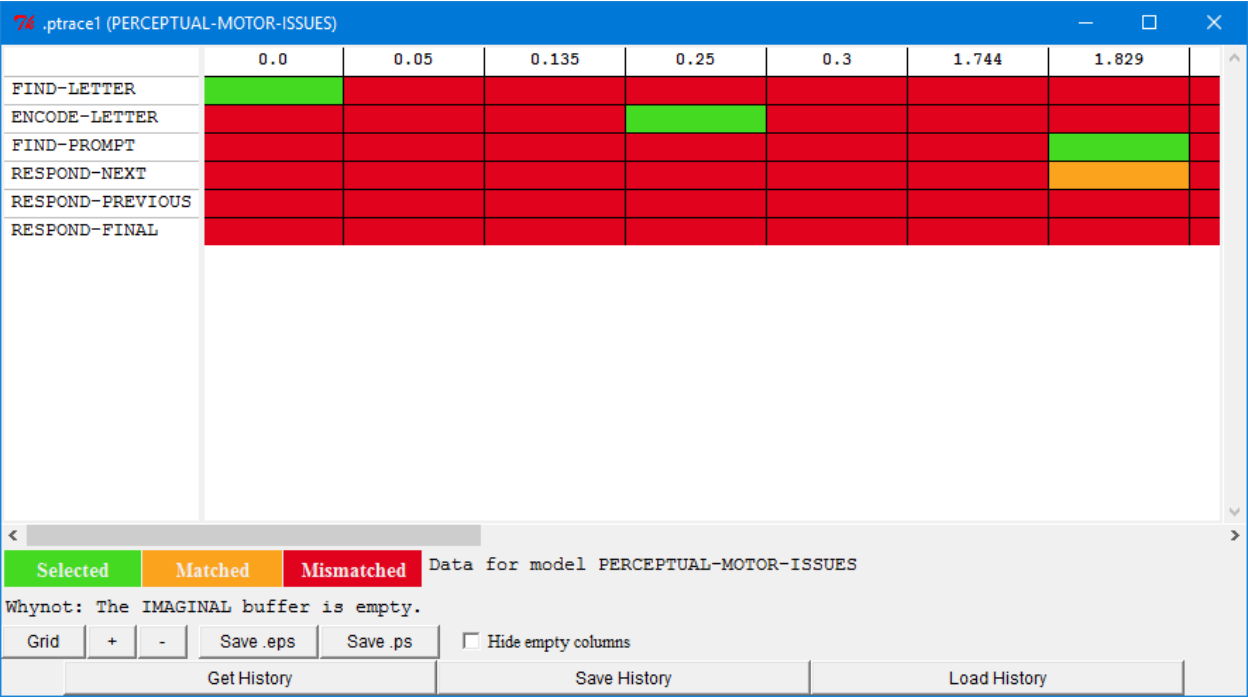 .ptrace1 (PERCEPTUAL-MOTOR-ISSUES)
0.0 0.05 0.135 0.25 0.3 1.744 1.829
FIND-LETTER
ENCODE-LETTER
FIND-PROMPT
RESPOND-NEXT
RESPOND-PREVIOUS
RESPOND-FINAL
Selected Matched Mismatched Data for model PERCEPTUAL-MOTOR-ISSUES
Whynot: The IMAGINAL buffer is empty.
Grid + - Save .eps Save .ps Hide empty columns
Get History Save History Load History